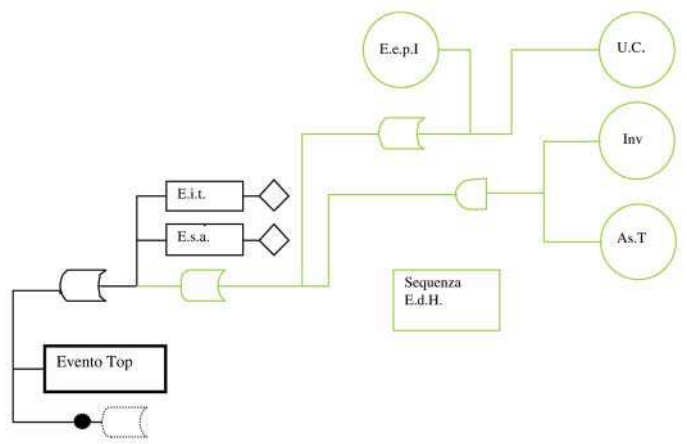 E.e.p.I
U.C.
Inv
E.i.t.
E.s.a.
As.T
Sequenza
E.d.H.
Evento Top